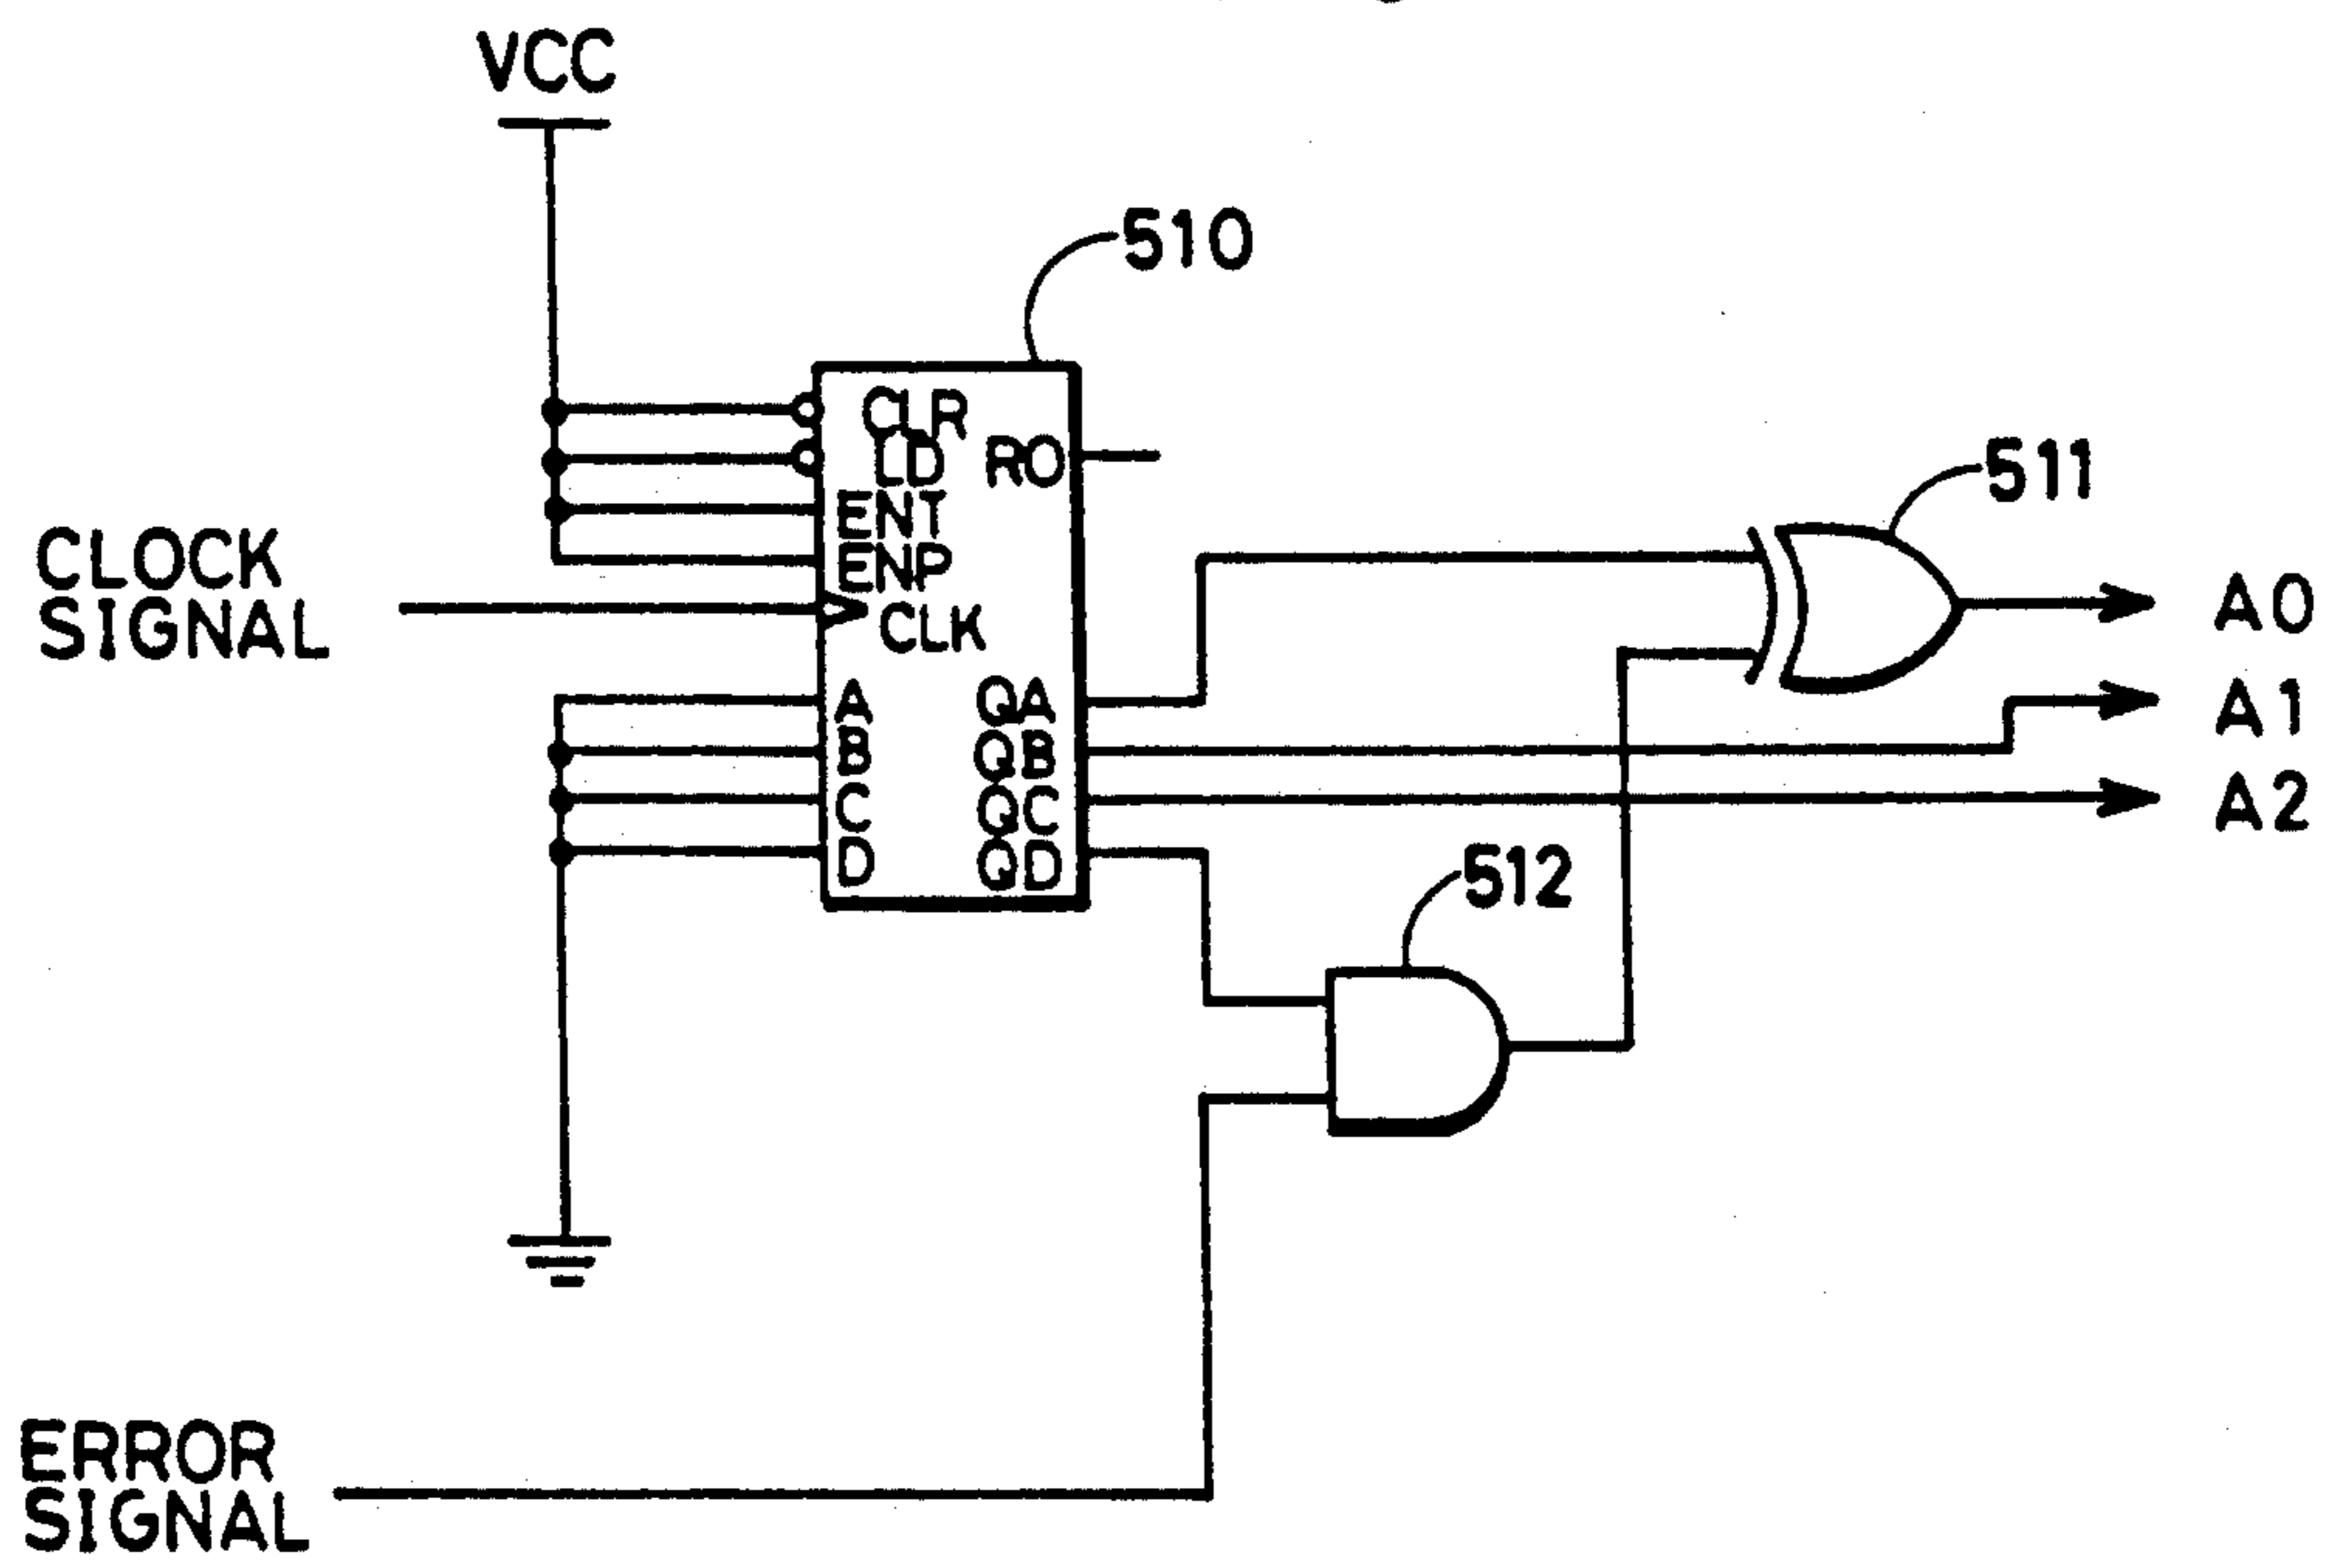 VCC
510
CLR
LD RO
ENT
ENP
CLK
CLOCK
SIGNAL
A QA
B QB
C QC
D QD
511
A0
A1
A2
512
ERROR
SIGNAL